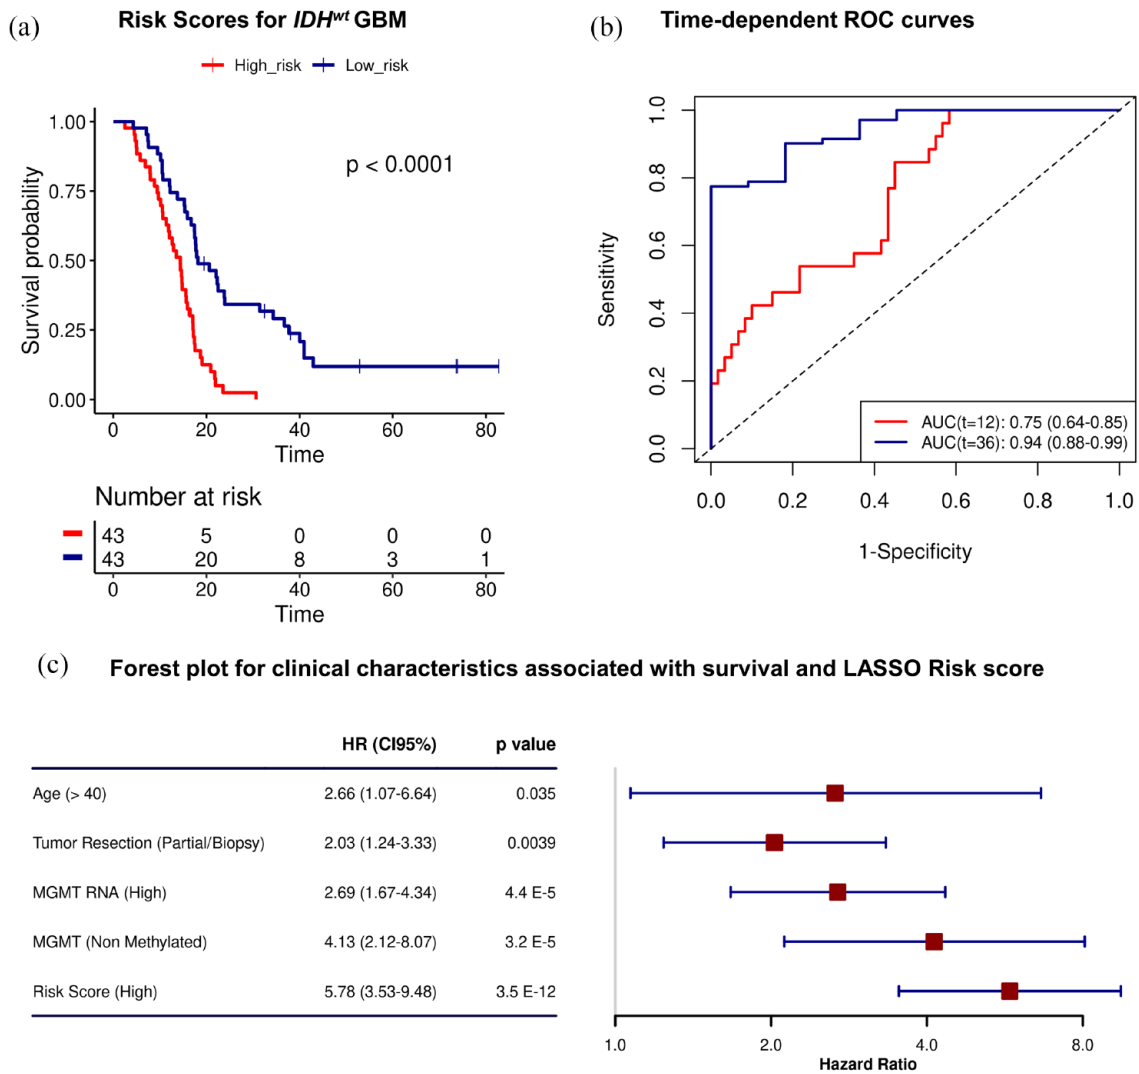 (a)
Risk Scores for IDHwt GBM
High_risk Low_risk
1.00
0.75
0.50
0.25
0.00
Survival probability
p < 0.0001
0 20 40 60 80
Time
Number at risk
43 5 0 0 0
43 20 8 3 1
0 20 40 60 80
Time
(b)
Time-dependent ROC curves
1.0
0.8
0.6
0.4
0.2
0.0
Sensitivity
AUC(t=12): 0.75 (0.64-0.85)
AUC(t=36): 0.94 (0.88-0.99)
0.0 0.2 0.4 0.6 0.8 1.0
1-Specificity
(c)
Forest plot for clinical characteristics associated with survival and LASSO Risk score
HR (CI95%) p value
Age (> 40) 2.66 (1.07-6.64) 0.035
Tumor Resection (Partial/Biopsy) 2.03 (1.24-3.33) 0.0039
MGMT RNA (High) 2.69 (1.67-4.34) 4.4 E-5
MGMT (Non Methylated) 4.13 (2.12-8.07) 3.2 E-5
Risk Score (High) 5.78 (3.53-9.48) 3.5 E-12
1.0 2.0 4.0 8.0
Hazard Ratio